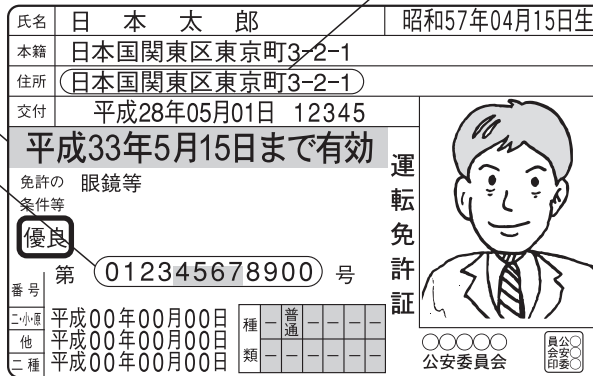 氏名 日本太郎 昭和57年04月15日生
本籍 日本国関東区東京町3-2-1
住所 日本国関東区東京町3-2-1
交付 平成28年05月01日 12345
平成33年5月15日まで有効
免許の条件等 眼鏡等
優良
運転免許証
第 012345678900 号
番号
二・小・原 平成00年00月00日
他 平成00年00月00日
二種 平成00年00月00日
種類 － 普通 － － － －
－ － － － － －
○○○○○
公安委員会
公安委員会印